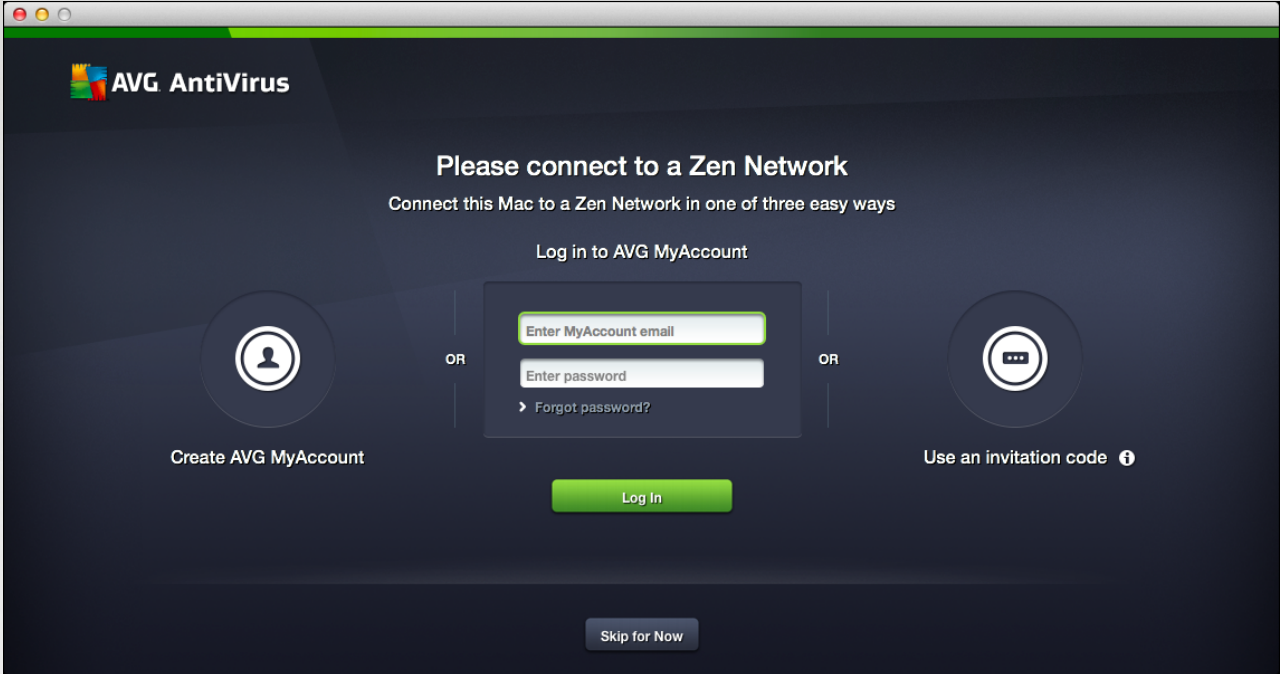 AVG AntiVirus
Please connect to a Zen Network
Connect this Mac to a Zen Network in one of three easy ways
Log in to AVG MyAccount
Enter MyAccount email
Enter password
Forgot password?
OR
OR
Create AVG MyAccount
Use an invitation code
Log In
Skip for Now